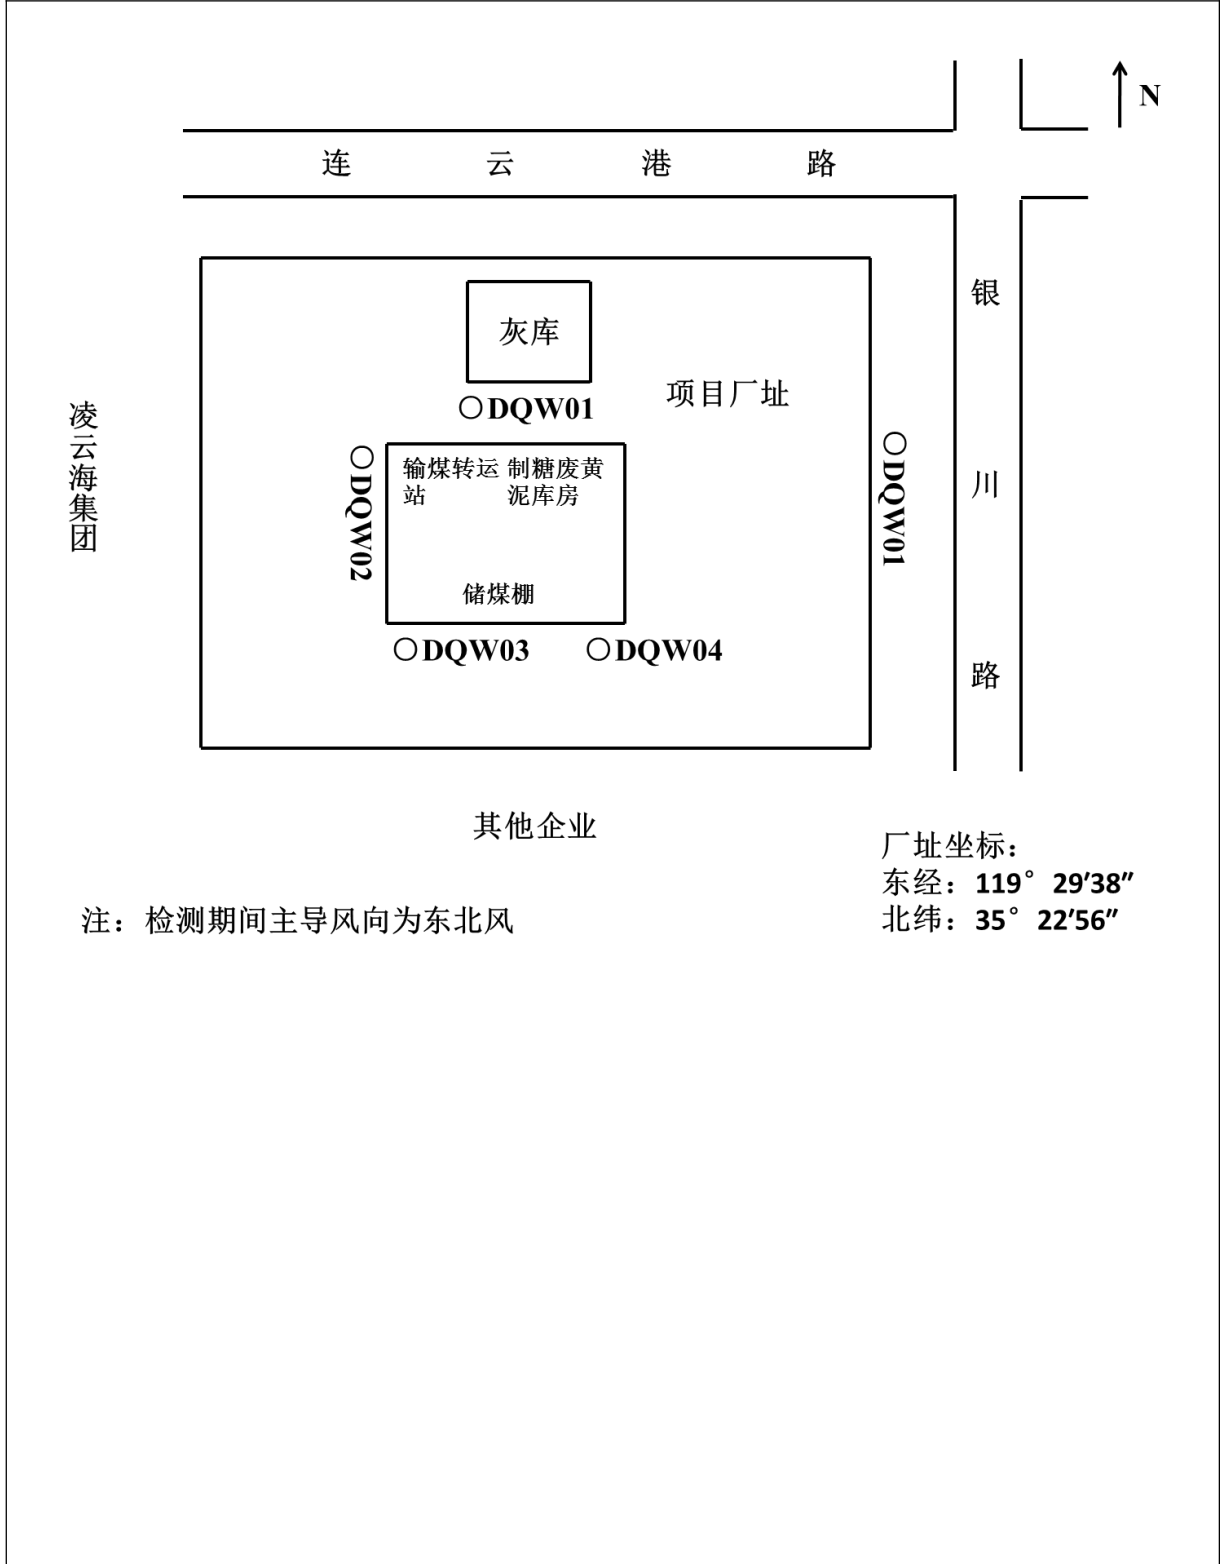 N
连云港路
银川路
灰库
项目厂址
○DQW01
凌云海集团
○DQW02
输煤转运站
制糖废黄泥库房
储煤棚
○DQW01
○DQW03
○DQW04
其他企业
厂址坐标：
东经：119°29′38″
北纬：35°22′56″
注：检测期间主导风向为东北风